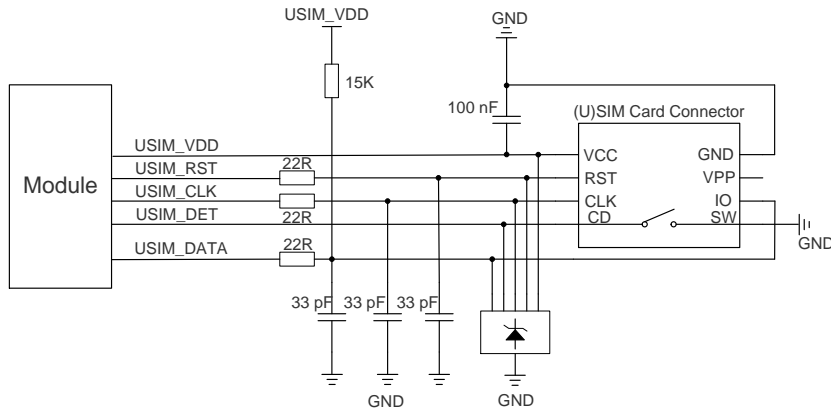 USIM_VDD
GND
15K
100 nF
(U)SIM Card Connector
USIM_VDD
VCC
GND
USIM_RST
22R
RST
VPP
Module
USIM_CLK
CLK
IO
USIM_DET
22R
CD
SW
GND
USIM_DATA
22R
33 pF
33 pF
33 pF
GND
GND